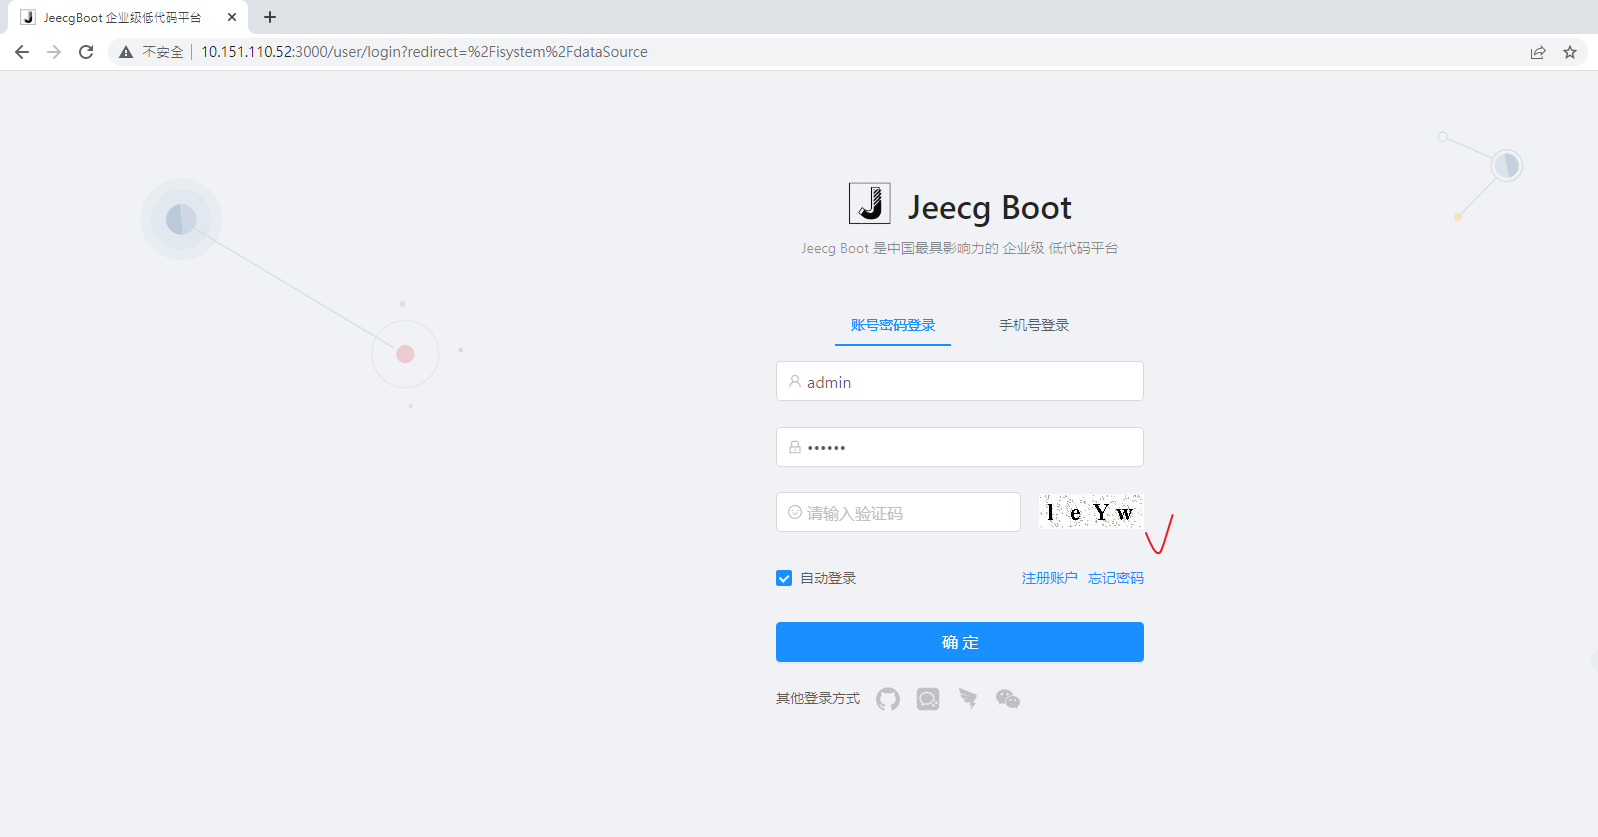 JeecgBoot 企业级低代码平台
不安全 10.151.110.52:3000/user/login?redirect=%2Fisystem%2FdataSource
Jeecg Boot
Jeecg Boot 是中国最具影响力的 企业级 低代码平台
账号密码登录 手机号登录
admin
••••••
请输入验证码 leYw
自动登录 注册账户 忘记密码
确 定
其他登录方式